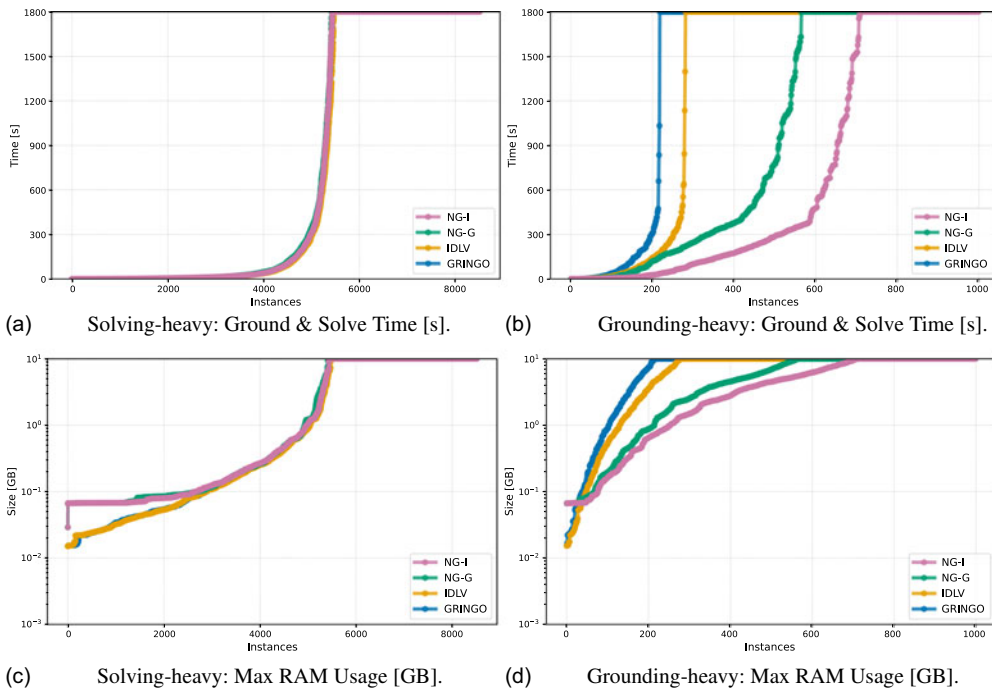 1800
1500
1200
900
600
300
0
Time [s]
0 2000 4000 6000 8000
Instances
NG-I
NG-G
IDLV
GRINGO
(a) Solving-heavy: Ground & Solve Time [s].
1800
1500
1200
900
600
300
0
Time [s]
0 200 400 600 800 1000
Instances
NG-I
NG-G
IDLV
GRINGO
(b) Grounding-heavy: Ground & Solve Time [s].
10¹
10⁰
10⁻¹
10⁻²
10⁻³
Size [GB]
0 2000 4000 6000 8000
Instances
NG-I
NG-G
IDLV
GRINGO
(c) Solving-heavy: Max RAM Usage [GB].
10¹
10⁰
10⁻¹
10⁻²
10⁻³
Size [GB]
0 200 400 600 800 1000
Instances
NG-I
NG-G
IDLV
GRINGO
(d) Grounding-heavy: Max RAM Usage [GB].